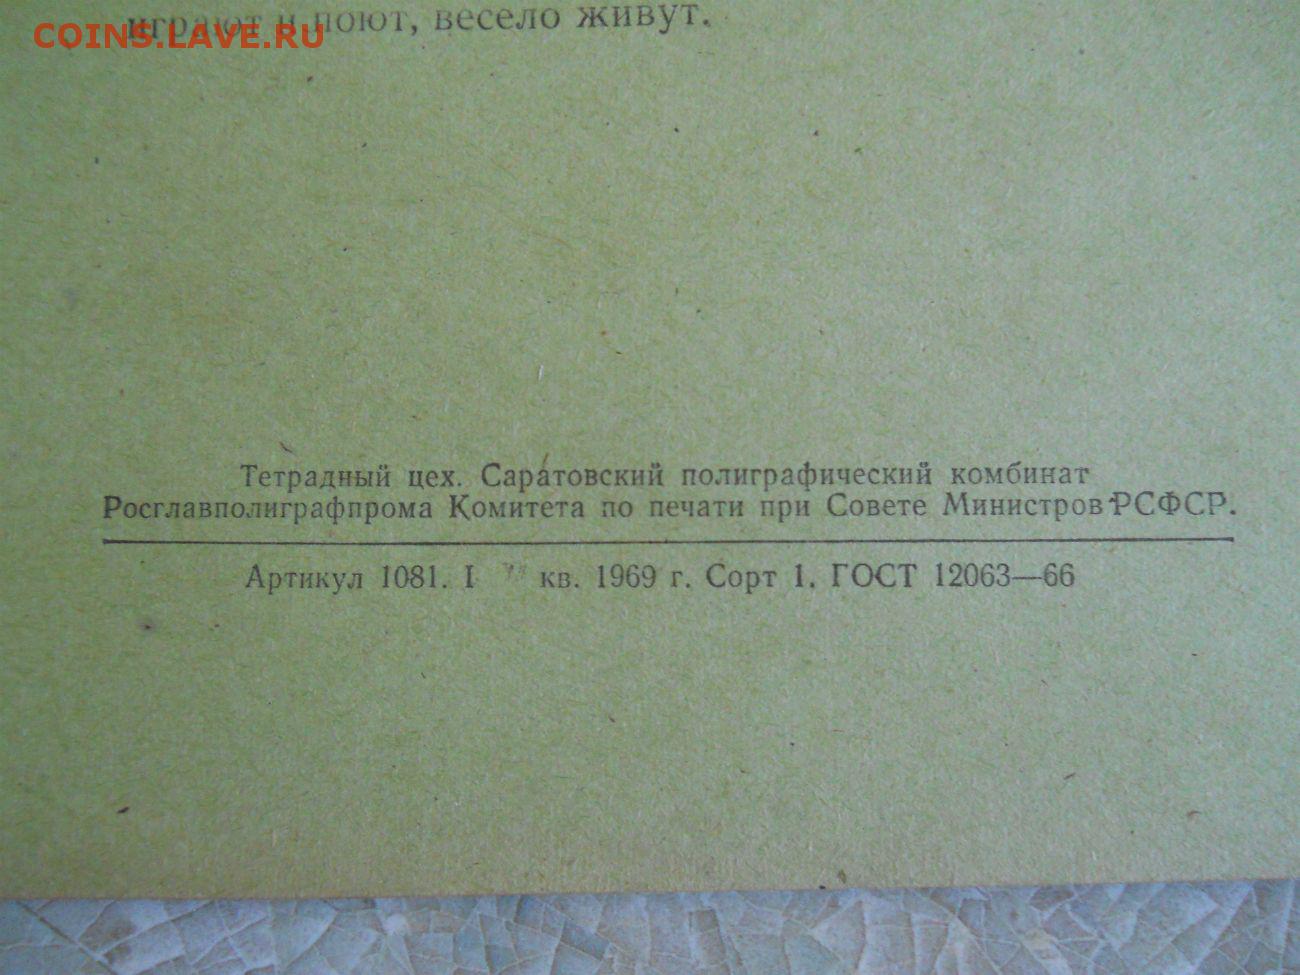 играют и поют, весело живут.
COINS.LAVE.RU
Тетрадный цех. Саратовский полиграфический комбинат
Росглавполиграфпрома Комитета по печати при Совете Министров РСФСР.
Артикул 1081. I кв. 1969 г. Сорт 1. ГОСТ 12063—66